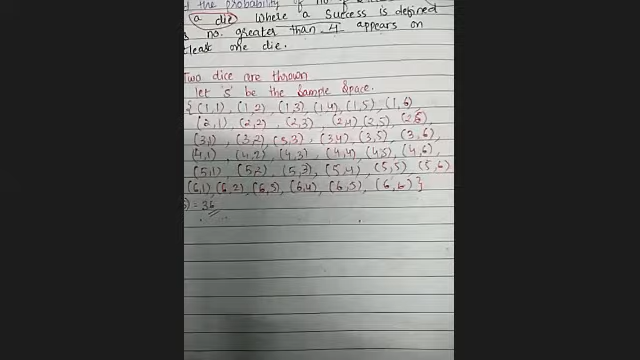 the probability of no of
a die Where a Success is defined
no. greater than 4 appears on
least one die.
Two dice are thrown
let 's' be the Sample Space.
{(1,1), (1,2), (1,3), (1,4), (1,5), (1,6)
(2,1), (2,2), (2,3), (2,4) (2,5), (2,6)
(3,1), (3,2), (3,3), (3,4), (3,5), (3,6)
(4,1), (4,2), (4,3), (4,4), (4,5), (4,6)
(5,1), (5,2), (5,3), (5,4), (5,5) (5,6)
(6,1) (6,2) (6,3) (6,4), (6,5), (6,6)}
) = 36